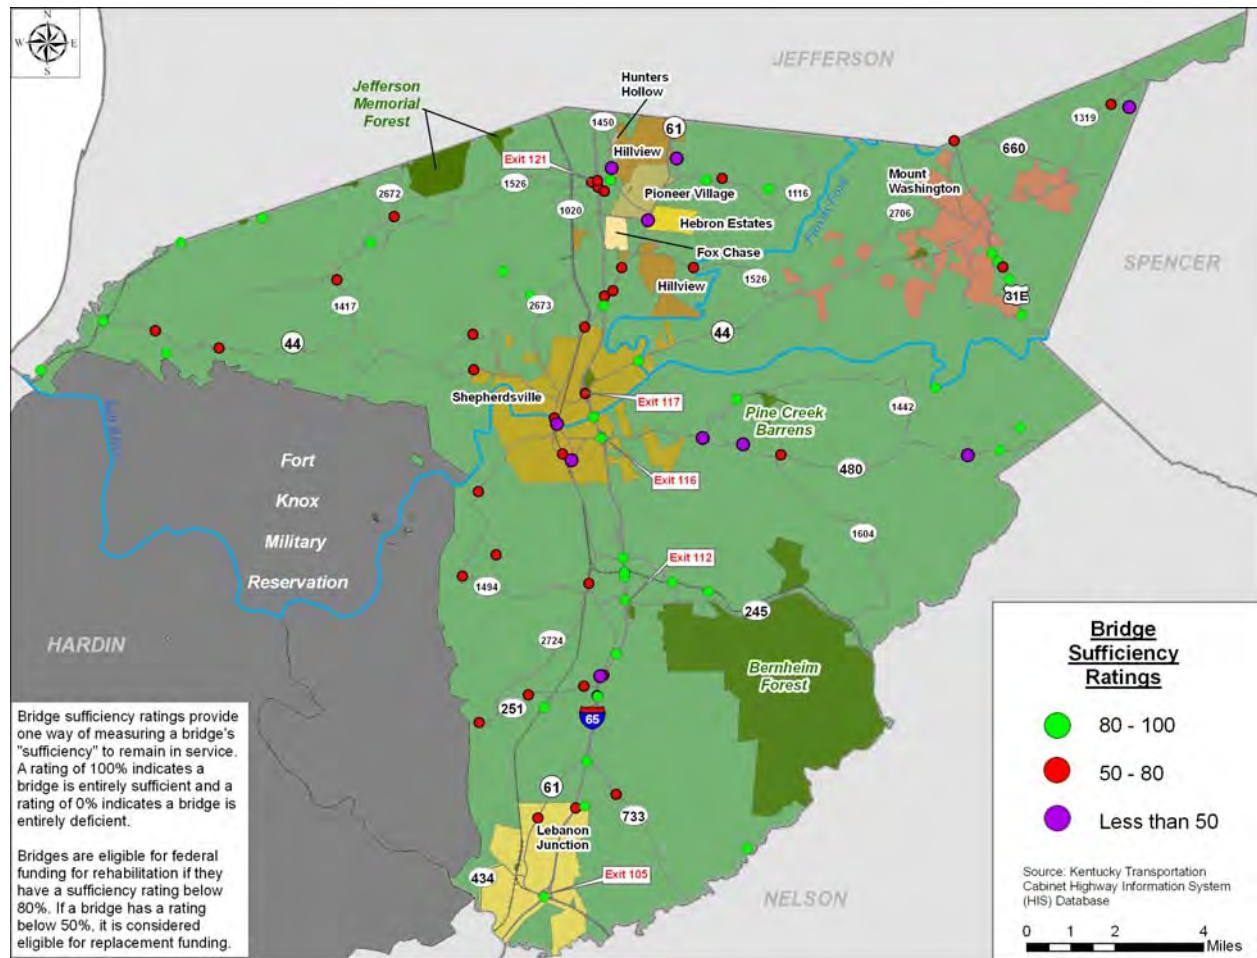 N
W E
S
JEFFERSON
Hunters
Hollow
Jefferson
Memorial
Forest
1450
61
1319
Hillview
660
Exit 121
Mount
Washington
2672
1526
Pioneer Village
1116
1020
2706
Hebron Estates
Fox Chase
SPENCER
1526
Hillview
31E
1417
2673
44
44
Shepherdsville
Exit 117
1442
Pine Creek
Barrens
Fort
Knox
Military
Reservation
480
Exit 116
1604
Exit 112
1494
245
HARDIN
2724
Bernheim
Forest
251
65
61
733
Lebanon
Junction
434
Exit 105
NELSON
Bridge sufficiency ratings provide
one way of measuring a bridge's
"sufficiency" to remain in service.
A rating of 100% indicates a
bridge is entirely sufficient and a
rating of 0% indicates a bridge is
entirely deficient.
Bridges are eligible for federal
funding for rehabilitation if they
have a sufficiency rating below
80%. If a bridge has a rating
below 50%, it is considered
eligible for replacement funding.
Bridge
Sufficiency
Ratings
80 - 100
50 - 80
Less than 50
Source: Kentucky Transportation
Cabinet Highway Information System
(HIS) Database
0 1 2 4
Miles